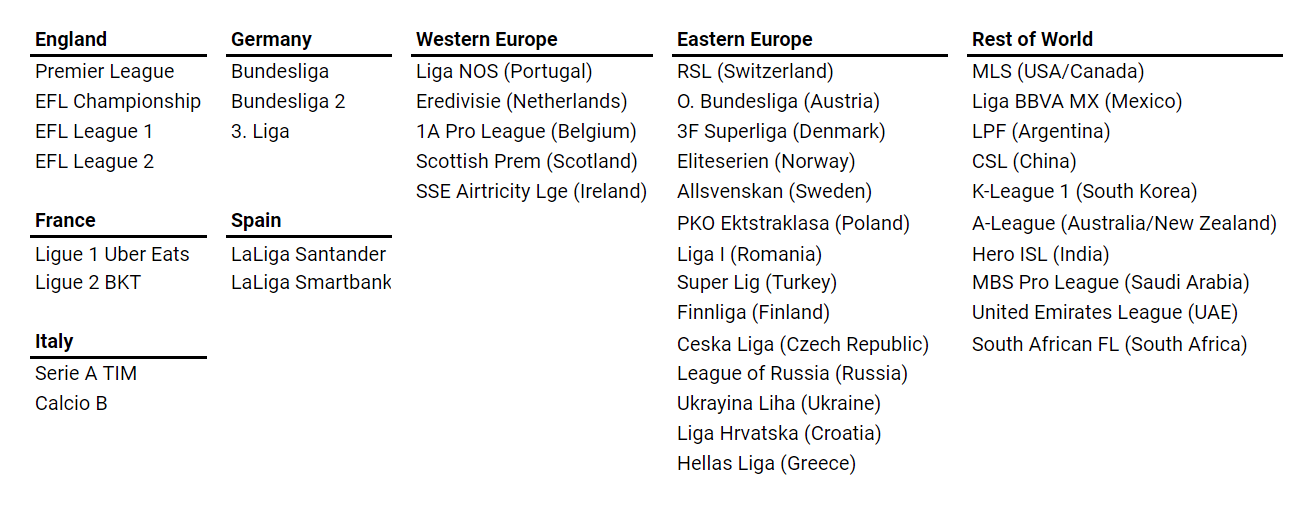 England
Premier League
EFL Championship
EFL League 1
EFL League 2
France
Ligue 1 Uber Eats
Ligue 2 BKT
Italy
Serie A TIM
Calcio B
Germany
Bundesliga
Bundesliga 2
3. Liga
Spain
LaLiga Santander
LaLiga Smartbank
Western Europe
Liga NOS (Portugal)
Eredivisie (Netherlands)
1A Pro League (Belgium)
Scottish Prem (Scotland)
SSE Airtricity Lge (Ireland)
Eastern Europe
RSL (Switzerland)
O. Bundesliga (Austria)
3F Superliga (Denmark)
Eliteserien (Norway)
Allsvenskan (Sweden)
PKO Ektstraklasa (Poland)
Liga I (Romania)
Super Lig (Turkey)
Finnliga (Finland)
Ceska Liga (Czech Republic)
League of Russia (Russia)
Ukrayina Liha (Ukraine)
Liga Hrvatska (Croatia)
Hellas Liga (Greece)
Rest of World
MLS (USA/Canada)
Liga BBVA MX (Mexico)
LPF (Argentina)
CSL (China)
K-League 1 (South Korea)
A-League (Australia/New Zealand)
Hero ISL (India)
MBS Pro League (Saudi Arabia)
United Emirates League (UAE)
South African FL (South Africa)